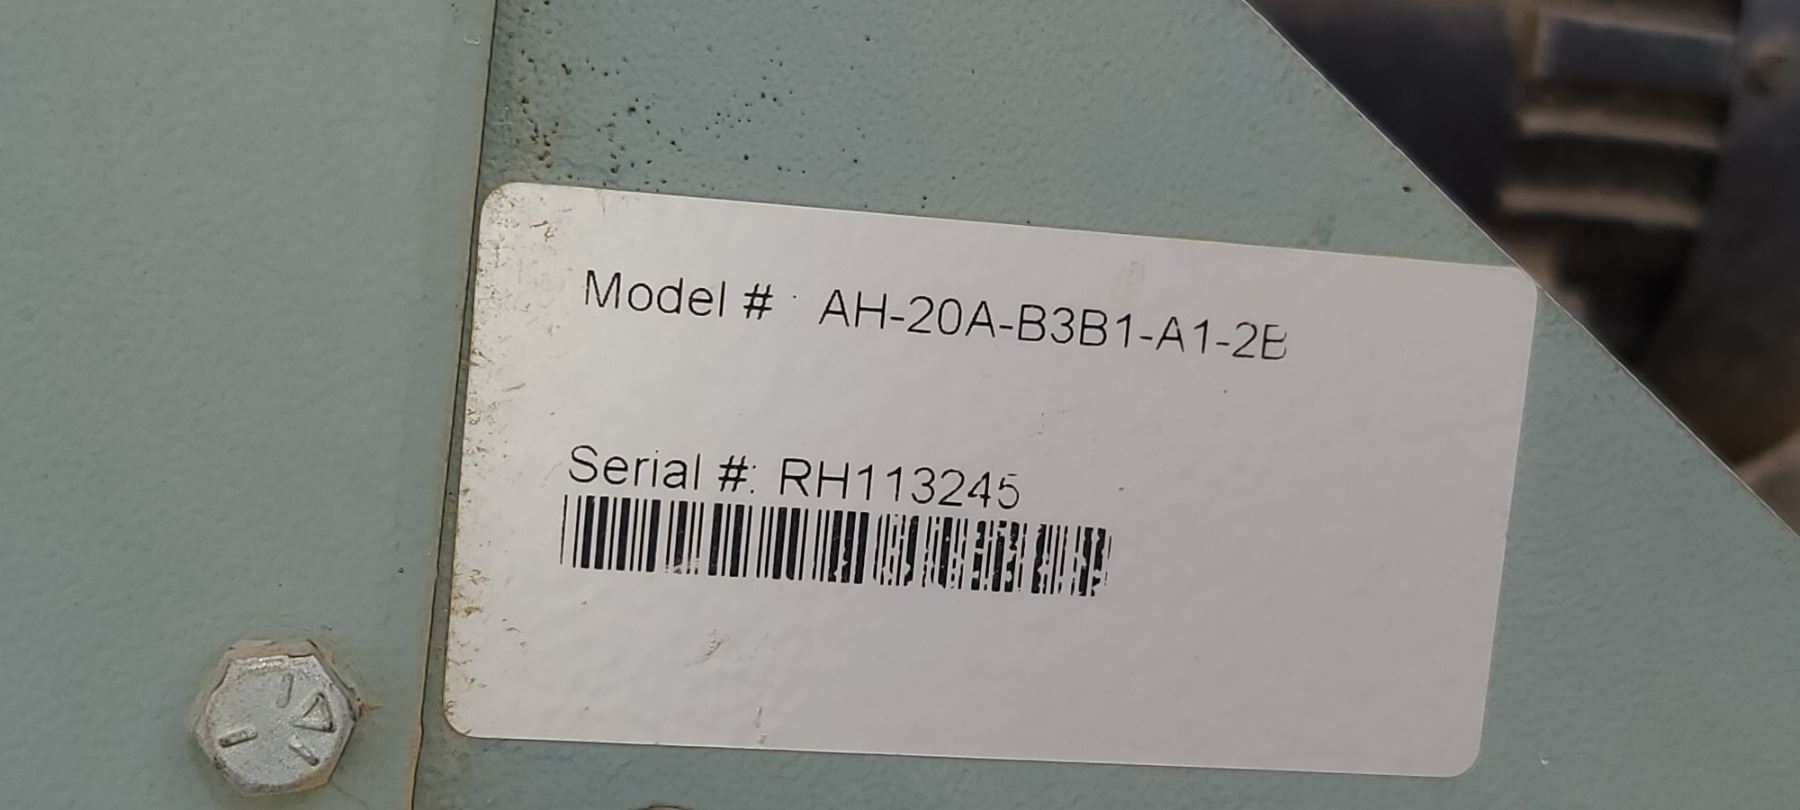 Model # : AH-20A-B3B1-A1-2B
Serial #: RH113245